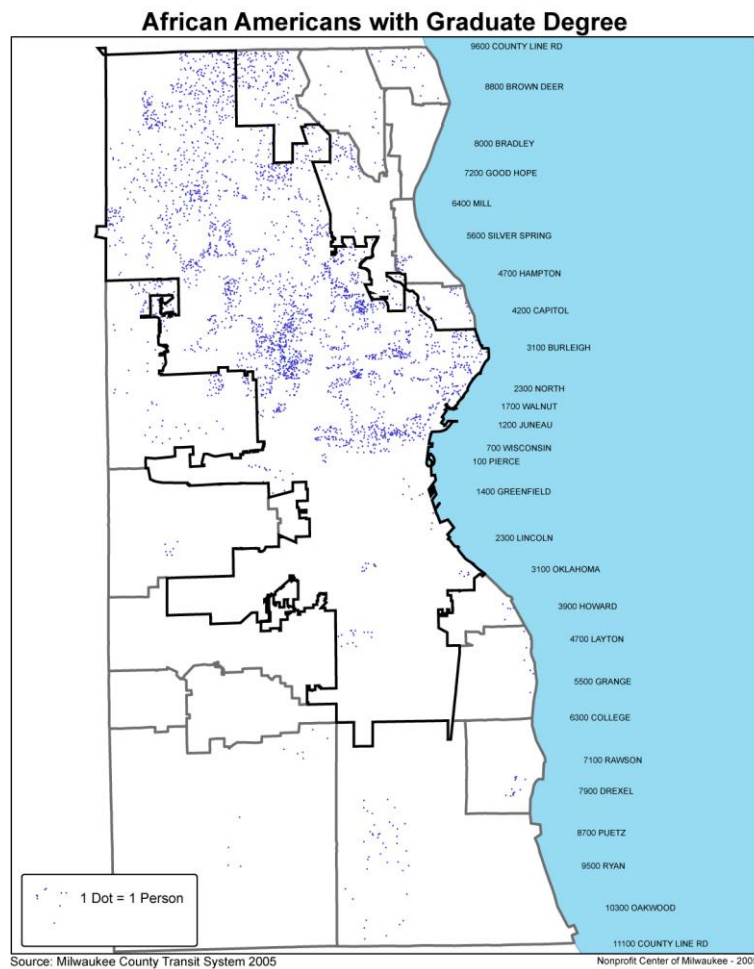 African Americans with Graduate Degree
9600 COUNTY LINE RD
8800 BROWN DEER
8000 BRADLEY
7200 GOOD HOPE
6400 MILL
5600 SILVER SPRING
4700 HAMPTON
4200 CAPITOL
3100 BURLEIGH
2300 NORTH
1700 WALNUT
1200 JUNEAU
700 WISCONSIN
100 PIERCE
1400 GREENFIELD
2300 LINCOLN
3100 OKLAHOMA
3900 HOWARD
4700 LAYTON
5500 GRANGE
6300 COLLEGE
7100 RAWSON
7900 DREXEL
8700 PUETZ
9500 RYAN
10300 OAKWOOD
11100 COUNTY LINE RD
1 Dot = 1 Person
Source: Milwaukee County Transit System 2005
Nonprofit Center of Milwaukee -